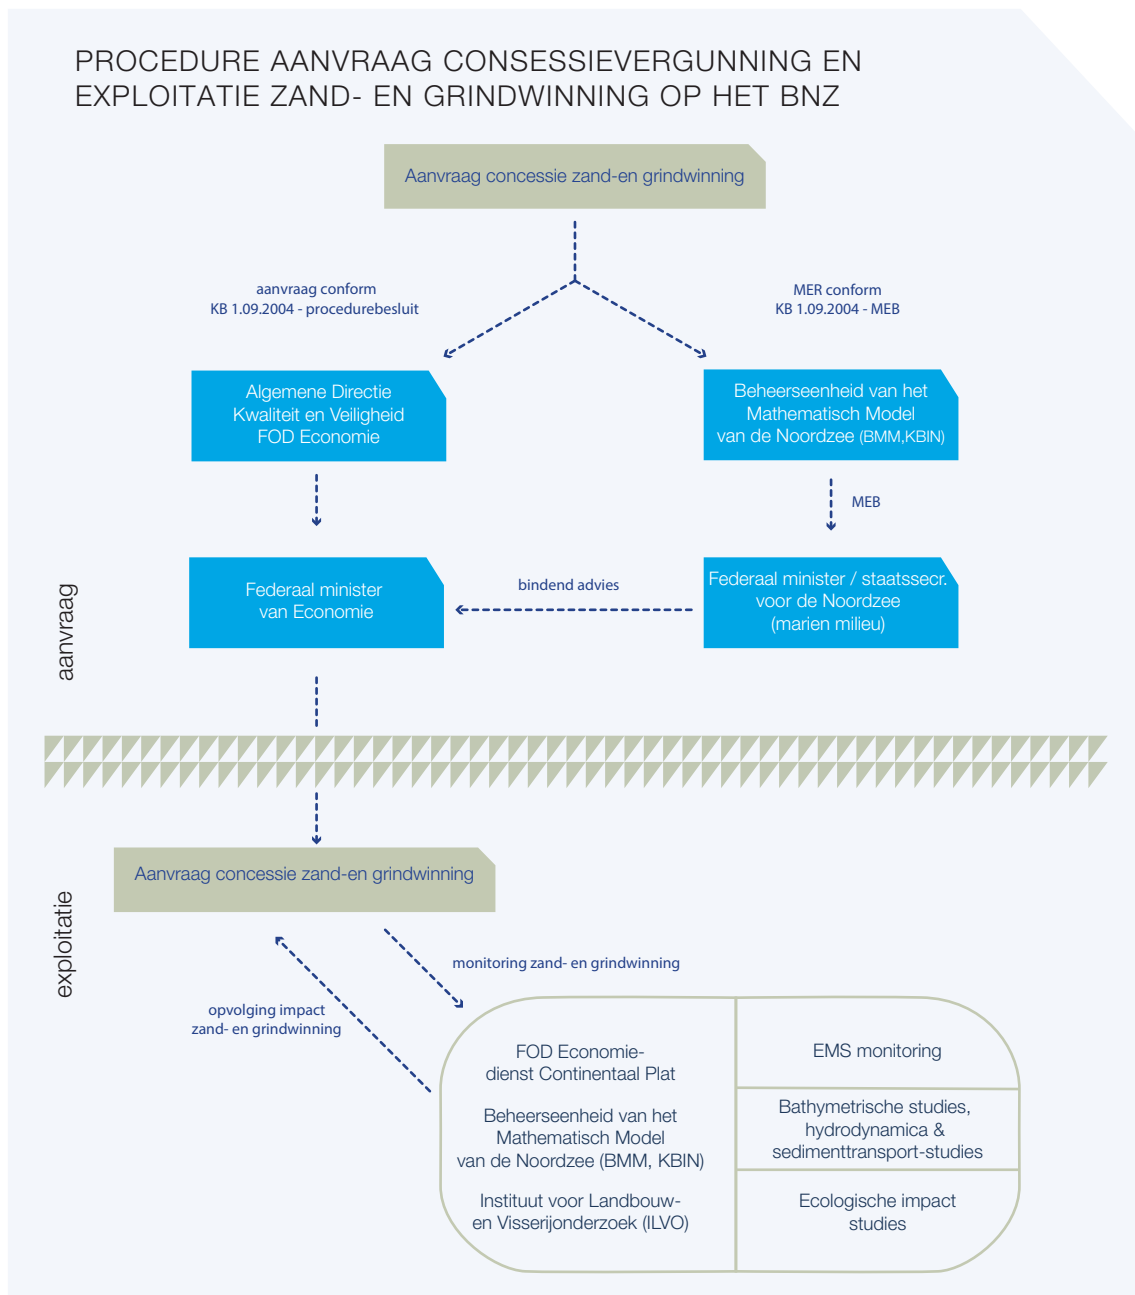 PROCEDURE AANVRAAG CONSESSIEVERGUNNING EN
EXPLOITATIE ZAND- EN GRINDWINNING OP HET BNZ
Aanvraag concessie zand-en grindwinning
aanvraag conform
KB 1.09.2004 - procedurebesluit
MER conform
KB 1.09.2004 - MEB
Algemene Directie
Kwaliteit en Veiligheid
FOD Economie
Beheerseenheid van het
Mathematisch Model
van de Noordzee (BMM,KBIN)
MEB
Federaal minister
van Economie
bindend advies
Federaal minister / staatssecr.
voor de Noordzee
(marien milieu)
aanvraag
Aanvraag concessie zand-en grindwinning
exploitatie
monitoring zand- en grindwinning
opvolging impact
zand- en grindwinning
FOD Economie-
dienst Continentaal Plat
Beheerseenheid van het
Mathematisch Model
van de Noordzee (BMM, KBIN)
Instituut voor Landbouw-
en Visserijonderzoek (ILVO)
EMS monitoring
Bathymetrische studies,
hydrodynamica &
sedimenttransport-studies
Ecologische impact
studies